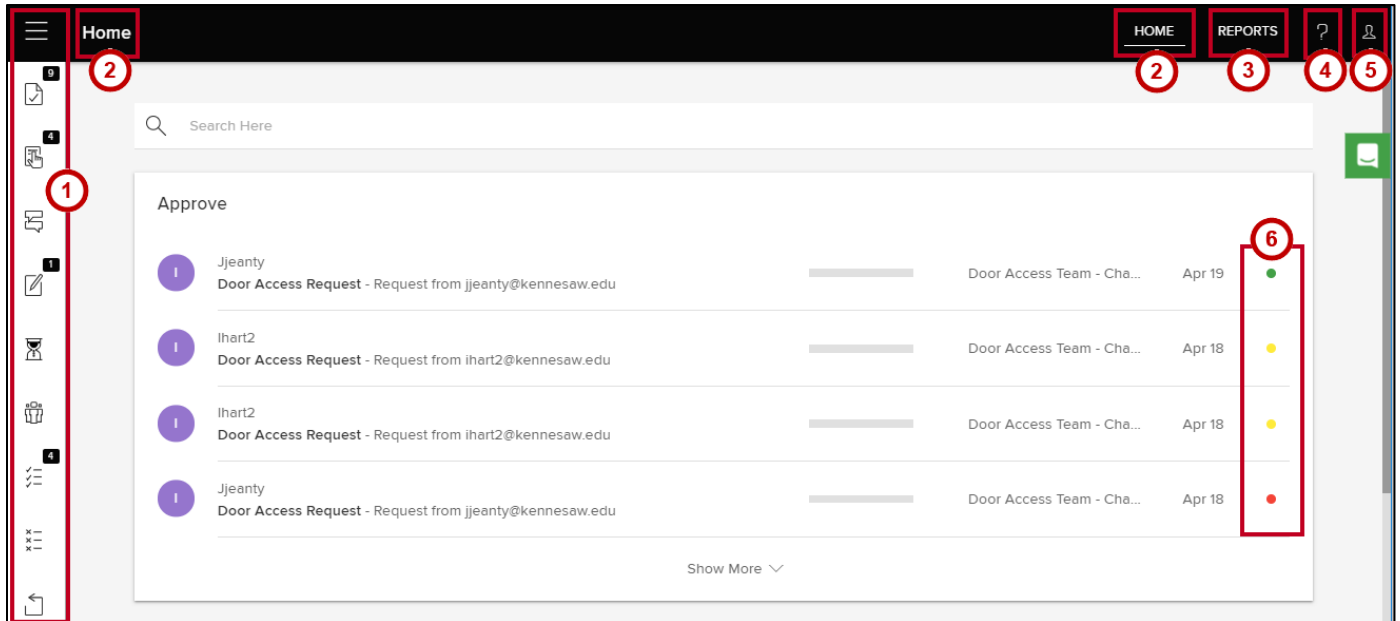 Home
HOME
REPORTS
?
2
2
3
4
5
9
4
1
1
4
Search Here
Approve
6
I
Jjeanty
Door Access Request - Request from jjeanty@kennesaw.edu
Door Access Team - Cha...
Apr 19
I
Ihart2
Door Access Request - Request from ihart2@kennesaw.edu
Door Access Team - Cha...
Apr 18
I
Ihart2
Door Access Request - Request from ihart2@kennesaw.edu
Door Access Team - Cha...
Apr 18
I
Jjeanty
Door Access Request - Request from jjeanty@kennesaw.edu
Door Access Team - Cha...
Apr 18
Show More